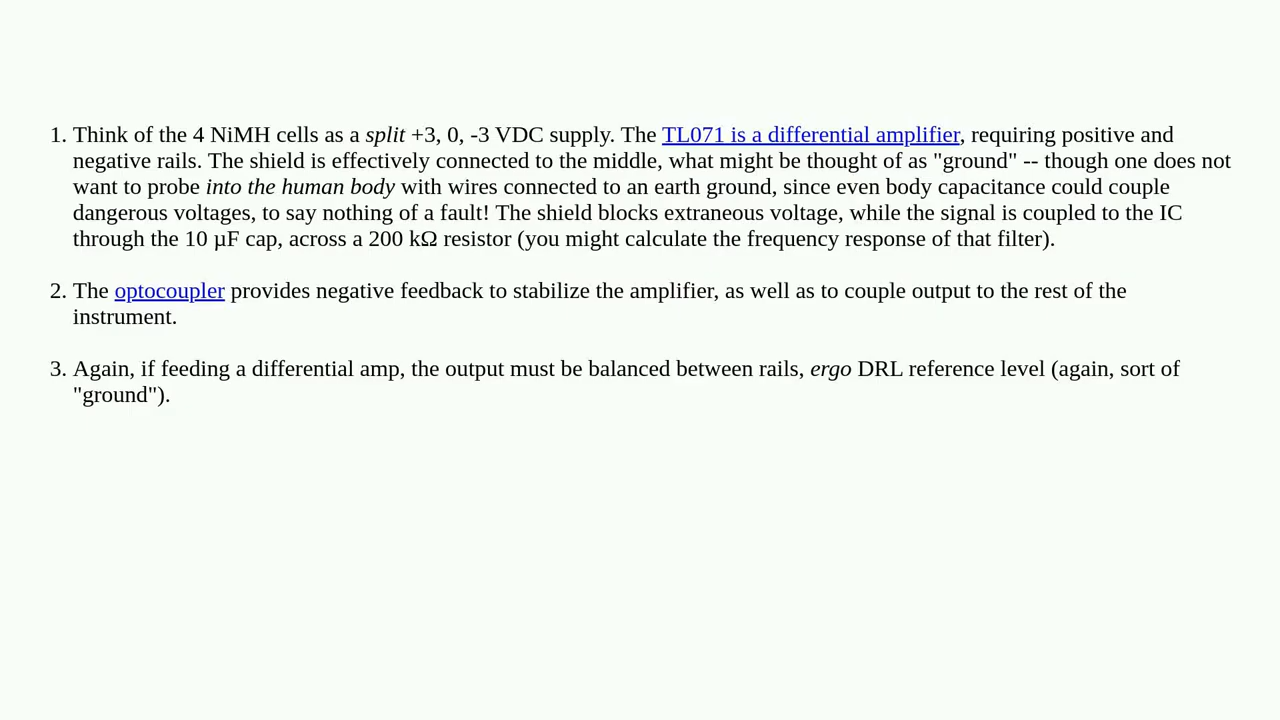 1. Think of the 4 NiMH cells as a split +3, 0, -3 VDC supply. The TL071 is a differential amplifier, requiring positive and
negative rails. The shield is effectively connected to the middle, what might be thought of as "ground" -- though one does not
want to probe into the human body with wires connected to an earth ground, since even body capacitance could couple
dangerous voltages, to say nothing of a fault! The shield blocks extraneous voltage, while the signal is coupled to the IC
through the 10 µF cap, across a 200 kΩ resistor (you might calculate the frequency response of that filter).
2. The optocoupler provides negative feedback to stabilize the amplifier, as well as to couple output to the rest of the
instrument.
3. Again, if feeding a differential amp, the output must be balanced between rails, ergo DRL reference level (again, sort of
"ground").